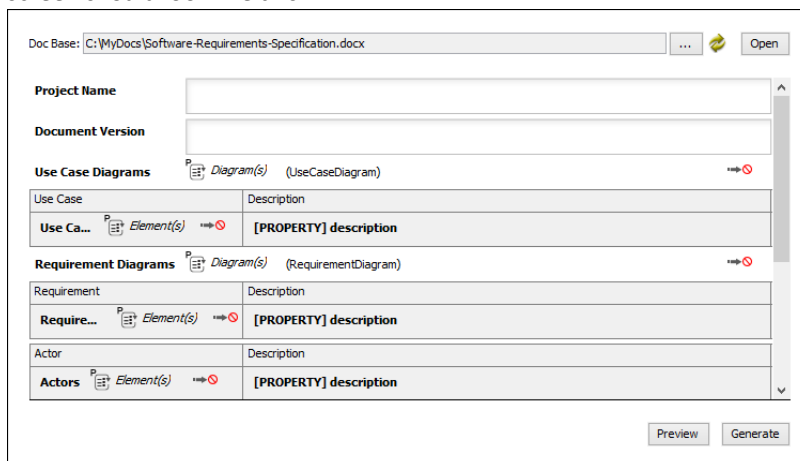 Doc Base: C:\MyDocs\Software-Requirements-Specification.docx ... Open
Project Name
Document Version
Use Case Diagrams P Diagram(s) (UseCaseDiagram)
Use Case Description
Use Ca... P Element(s) [PROPERTY] description
Requirement Diagrams P Diagram(s) (RequirementDiagram)
Requirement Description
Require... P Element(s) [PROPERTY] description
Actor Description
Actors P Element(s) [PROPERTY] description
Preview Generate